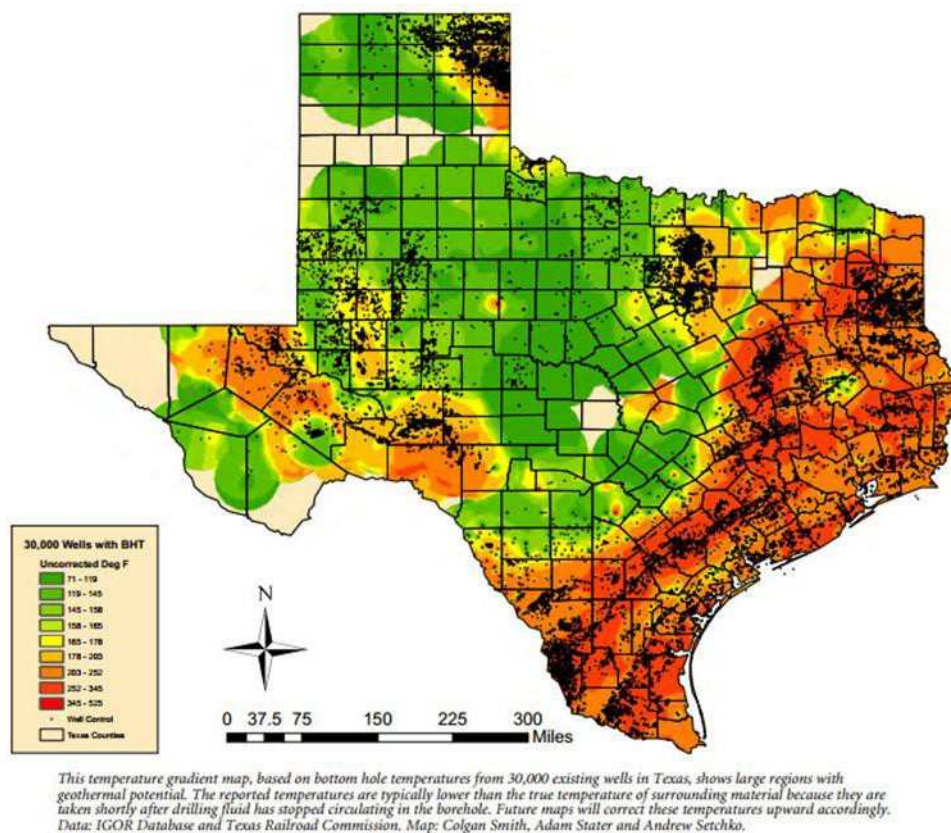 30,000 Wells with BHT
Uncorrected Deg F
71 - 119
119 - 145
145 - 158
158 - 165
165 - 178
178 - 203
203 - 252
252 - 345
345 - 525
Well Control
Texas Counties
N
0 37.5 75 150 225 300
Miles
This temperature gradient map, based on bottom hole temperatures from 30,000 existing wells in Texas, shows large regions with
geothermal potential. The reported temperatures are typically lower than the true temperature of surrounding material because they are
taken shortly after drilling fluid has stopped circulating in the borehole. Future maps will correct these temperatures upward accordingly.
Data: IGOR Database and Texas Railroad Commission. Map: Colgan Smith, Adam Stater and Andrew Setchko.